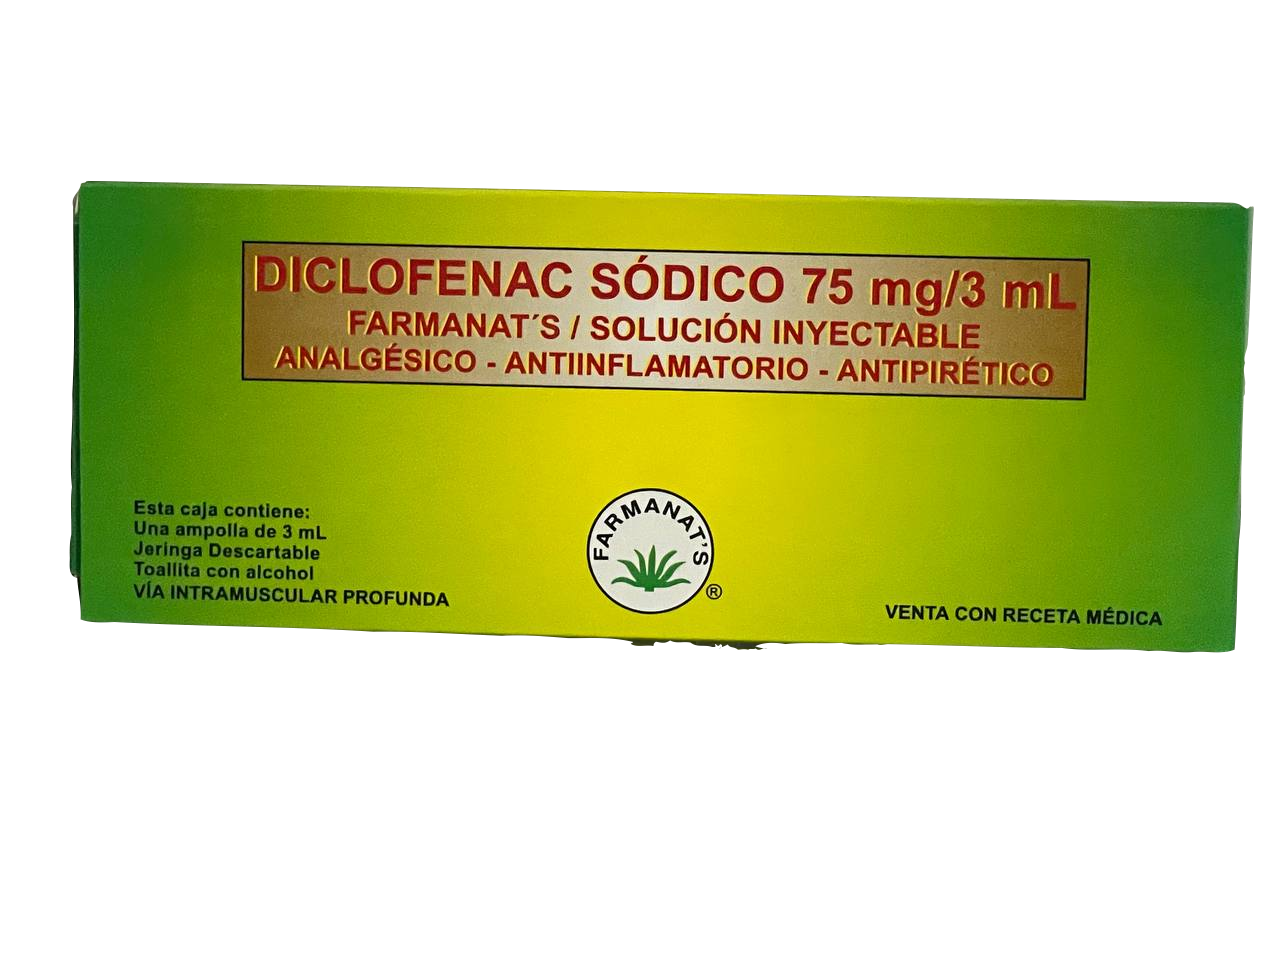 DICLOFENAC SÓDICO 75 mg/3 mL
FARMANAT´S / SOLUCIÓN INYECTABLE
ANALGÉSICO - ANTIINFLAMATORIO - ANTIPIRÉTICO
Esta caja contiene:
Una ampolla de 3 mL
Jeringa Descartable
Toallita con alcohol
VÍA INTRAMUSCULAR PROFUNDA
FARMANAT'S
®
VENTA CON RECETA MÉDICA